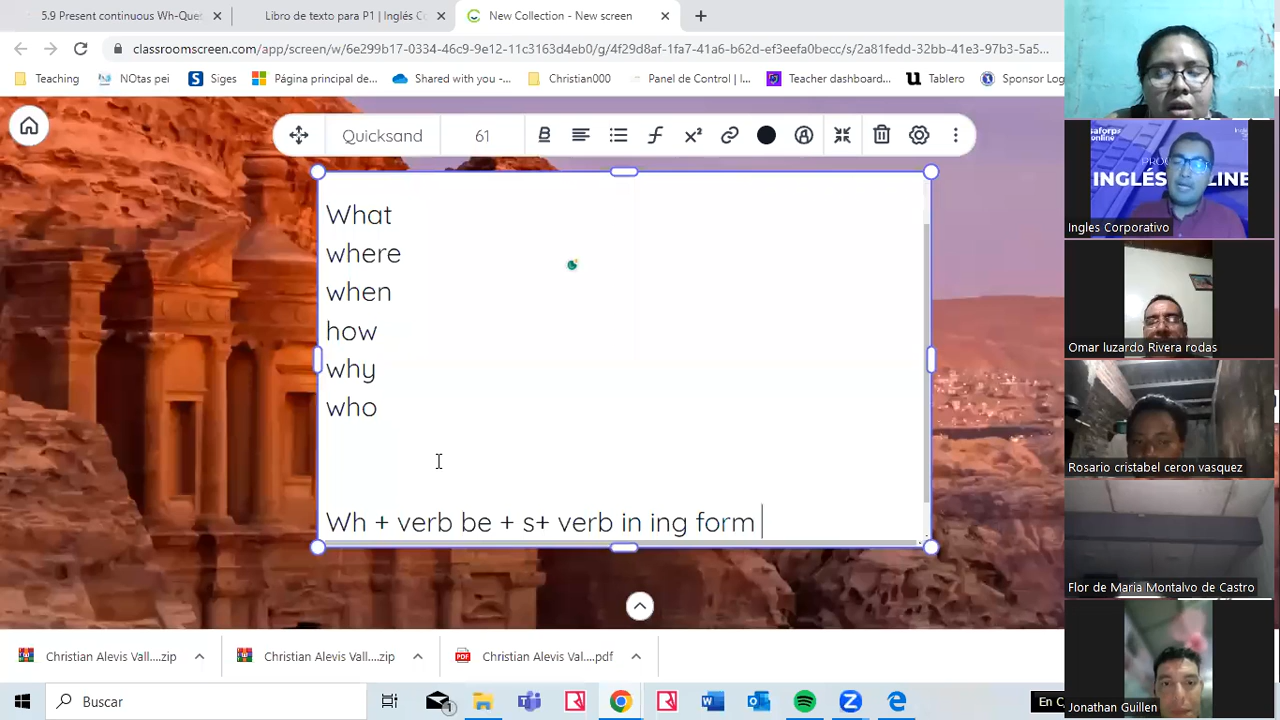 5.9 Present continuous Wh-Ques
Libro de texto para P1 | Inglés C
New Collection - New screen
classroomscreen.com/app/screen/w/6e299b17-0334-46c9-9e12-11c3163d4eb0/g/4f29d8af-1fa7-41a6-b62d-ef3eefa0becc/s/2a81fedd-32bb-41e3-97b3-5a5...
Teaching
NOtas pei
Siges
Página principal de...
Shared with you -...
Christian000
Panel de Control | I...
Teacher dashboard...
Tablero
Sponsor Log
Quicksand
61
What
where
when
how
why
who
Wh + verb be + s+ verb in ing form
INGLÉS
LINE
Ingles Corporativo
Omar luzardo Rivera rodas
Rosario cristabel ceron vasquez
Flor de Maria Montalvo de Castro
Jonathan Guillen
Christian Alevis Vall....zip
Christian Alevis Vall....zip
Christian Alevis Val....pdf
Buscar